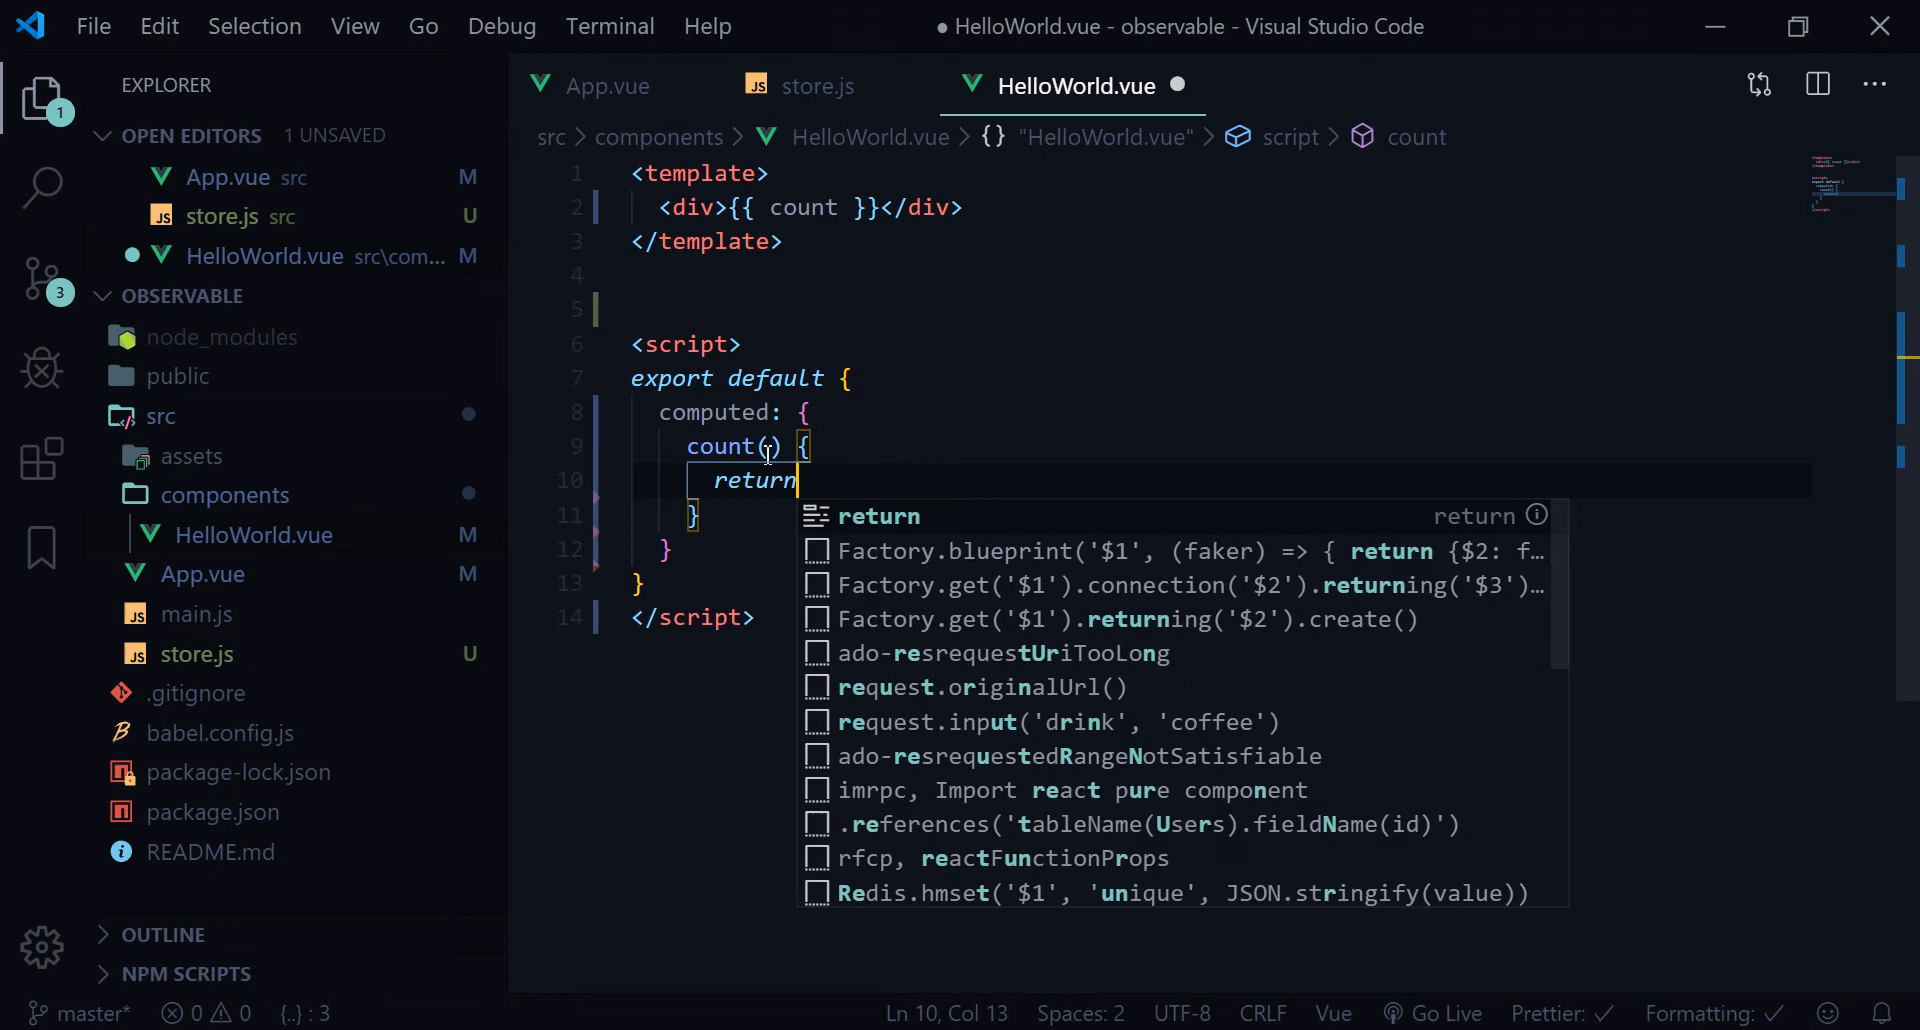 File Edit Selection View Go Debug Terminal Help ● HelloWorld.vue - observable - Visual Studio Code
EXPLORER
OPEN EDITORS 1 UNSAVED
App.vue src M
JS store.js src U
HelloWorld.vue src\com... M
OBSERVABLE
node_modules
public
src
assets
components
HelloWorld.vue M
App.vue M
JS main.js
JS store.js U
.gitignore
babel.config.js
package-lock.json
package.json
README.md
OUTLINE
NPM SCRIPTS
1
3
App.vue JS store.js HelloWorld.vue ●
src > components > HelloWorld.vue > {} "HelloWorld.vue" > script > count
1 <template>
2 <div>{{ count }}</div>
3 </template>
4
5
6 <script>
7 export default {
8 computed: {
9 count() {
10 return
11 }
12 }
13 }
14 </script>
return return
Factory.blueprint('$1', (faker) => { return {$2: f…
Factory.get('$1').connection('$2').returning('$3')…
Factory.get('$1').returning('$2').create()
ado-resrequestUriTooLong
request.originalUrl()
request.input('drink', 'coffee')
ado-resrequestedRangeNotSatisfiable
imrpc, Import react pure component
.references('tableName(Users).fieldName(id)')
rfcp, reactFunctionProps
Redis.hmset('$1', 'unique', JSON.stringify(value))
master* 0 0 {..} : 3 Ln 10, Col 13 Spaces: 2 UTF-8 CRLF Vue Go Live Prettier: ✓ Formatting: ✓